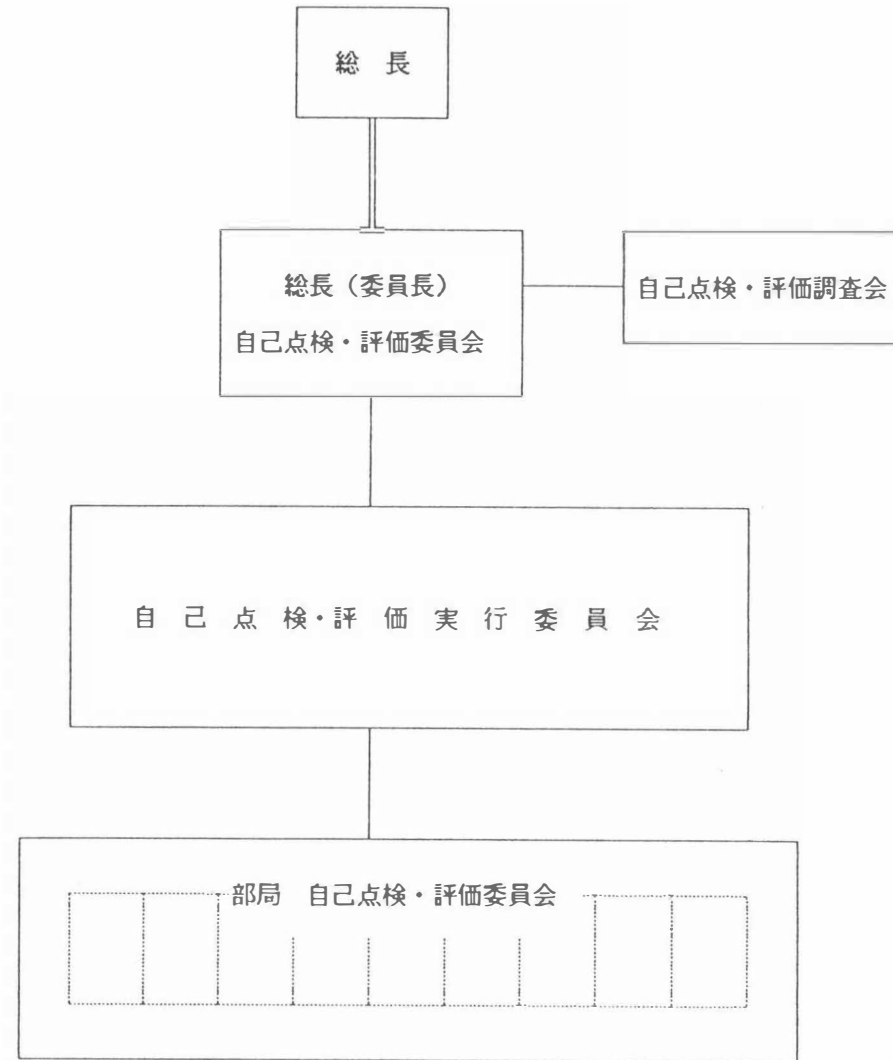 総 長
総長（委員長）
自己点検・評価委員会
自己点検・評価調査会
自 己 点 検・評 価 実 行 委 員 会
部局 自己点検・評価委員会